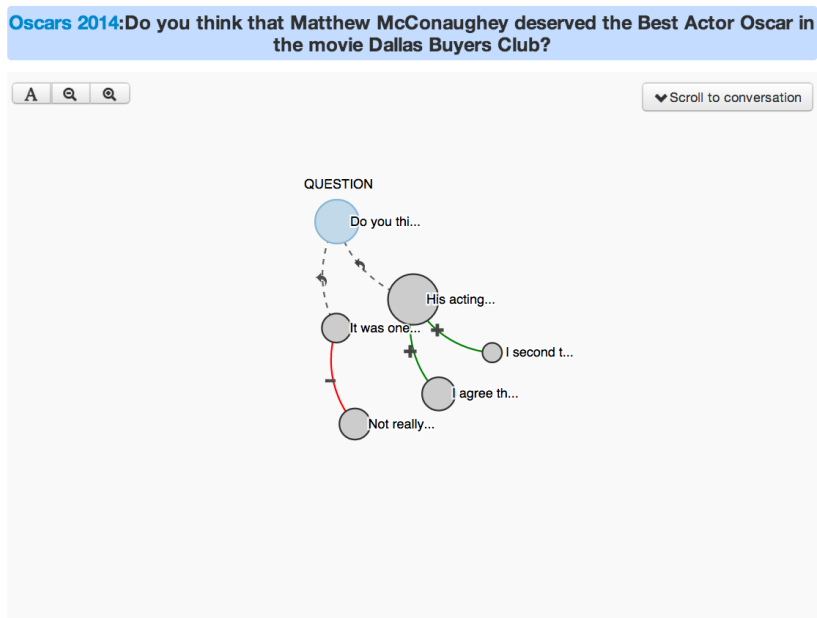 Oscars 2014:Do you think that Matthew McConaughey deserved the Best Actor Oscar in
the movie Dallas Buyers Club?
A
Scroll to conversation
QUESTION
Do you thi...
His acting...
It was one...
I second t...
I agree th...
Not really...